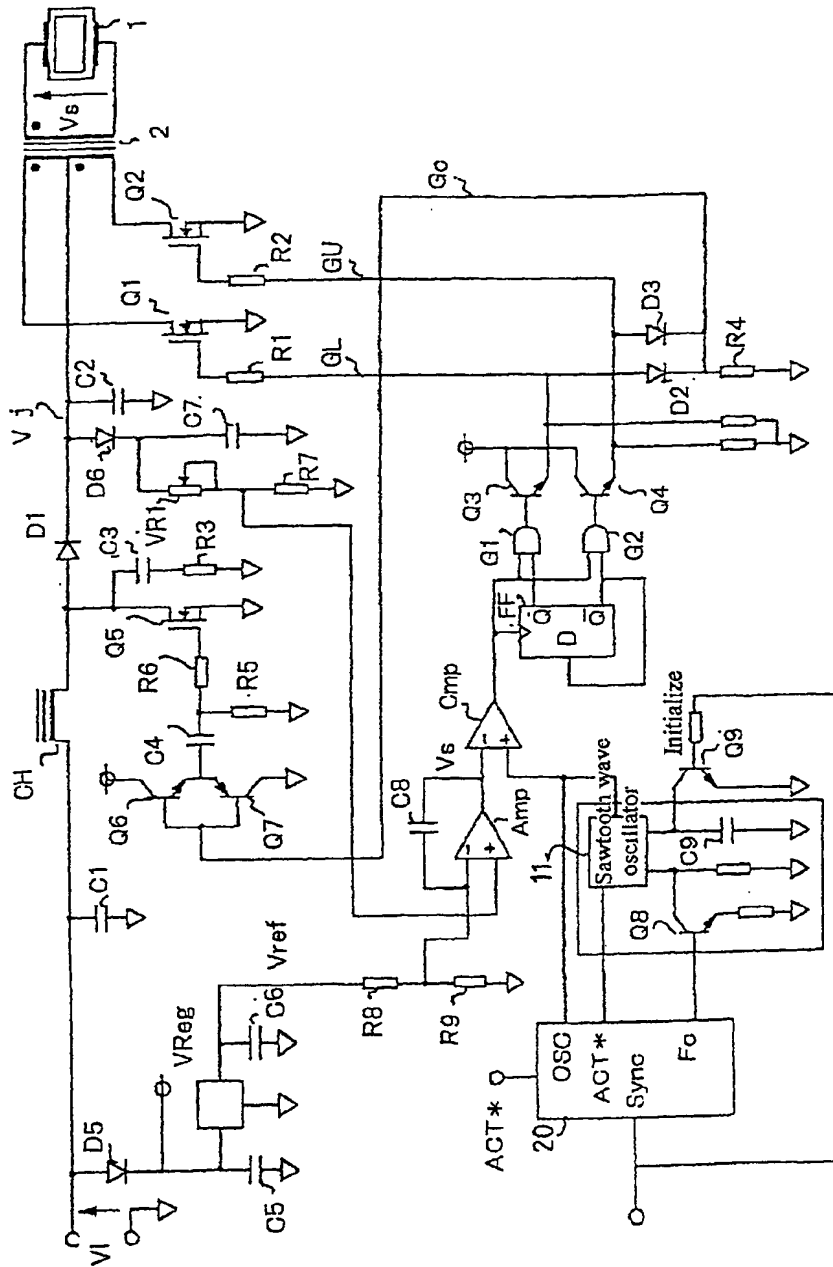 1
Vs
2
Q2
Go
Q1
R2
GU
D3
R1
GL
R4
C2
Vj
D6
C7
VR1
R7
D2
D1
C3
R3
Q3
Q4
G1
G2
Q5
R6
R5
FF
Q
D
Q
C4
Cmp
CH
Q6
Q7
Vs
C8
Amp
Initialize
Q9
11
Sawtooth wave
oscillator
C9
C1
Vref
R8
R9
Q8
VReg
C6
D5
C5
VI
ACT*
OSC
ACT*
Sync
Fo
20